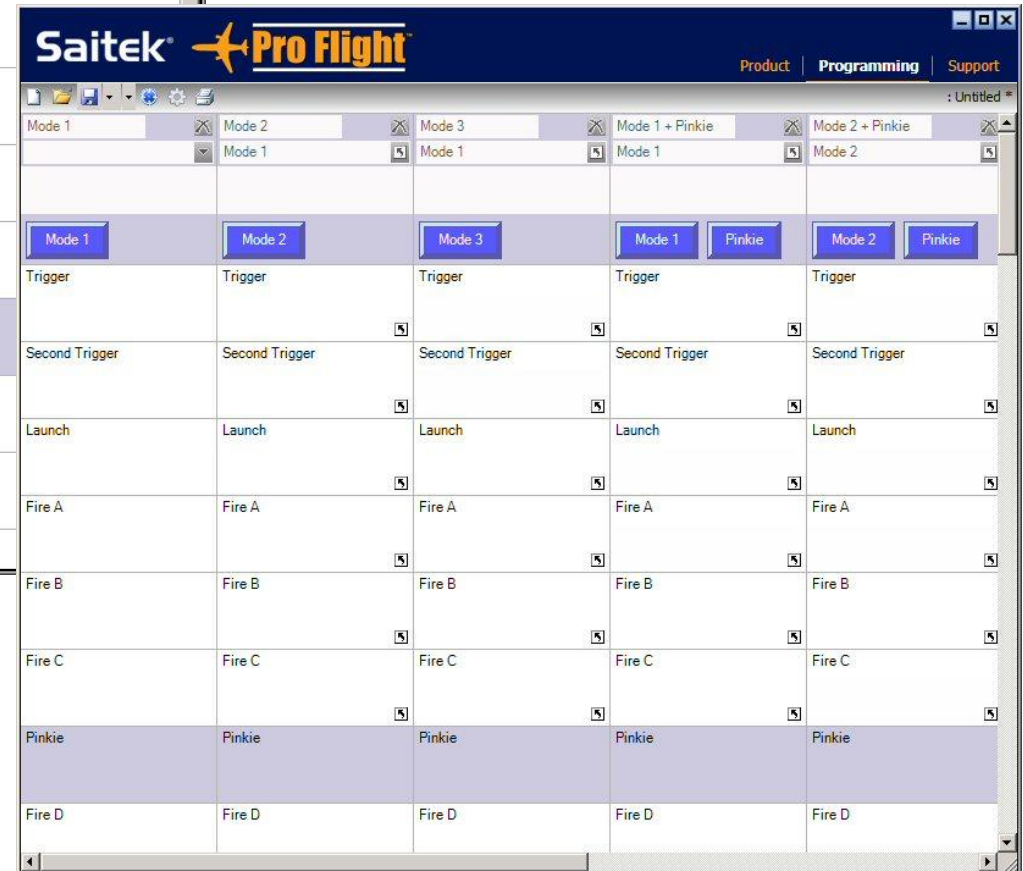 Saitek® Pro Flight™
Product | Programming | Support
: Untitled *
Mode 1 Mode 2 Mode 3 Mode 1 + Pinkie Mode 2 + Pinkie
Mode 1 Mode 1 Mode 1 Mode 2
Mode 1 Mode 2 Mode 3 Mode 1 Pinkie Mode 2 Pinkie
Trigger Trigger Trigger Trigger Trigger
Second Trigger Second Trigger Second Trigger Second Trigger Second Trigger
Launch Launch Launch Launch Launch
Fire A Fire A Fire A Fire A Fire A
Fire B Fire B Fire B Fire B Fire B
Fire C Fire C Fire C Fire C Fire C
Pinkie Pinkie Pinkie Pinkie Pinkie
Fire D Fire D Fire D Fire D Fire D